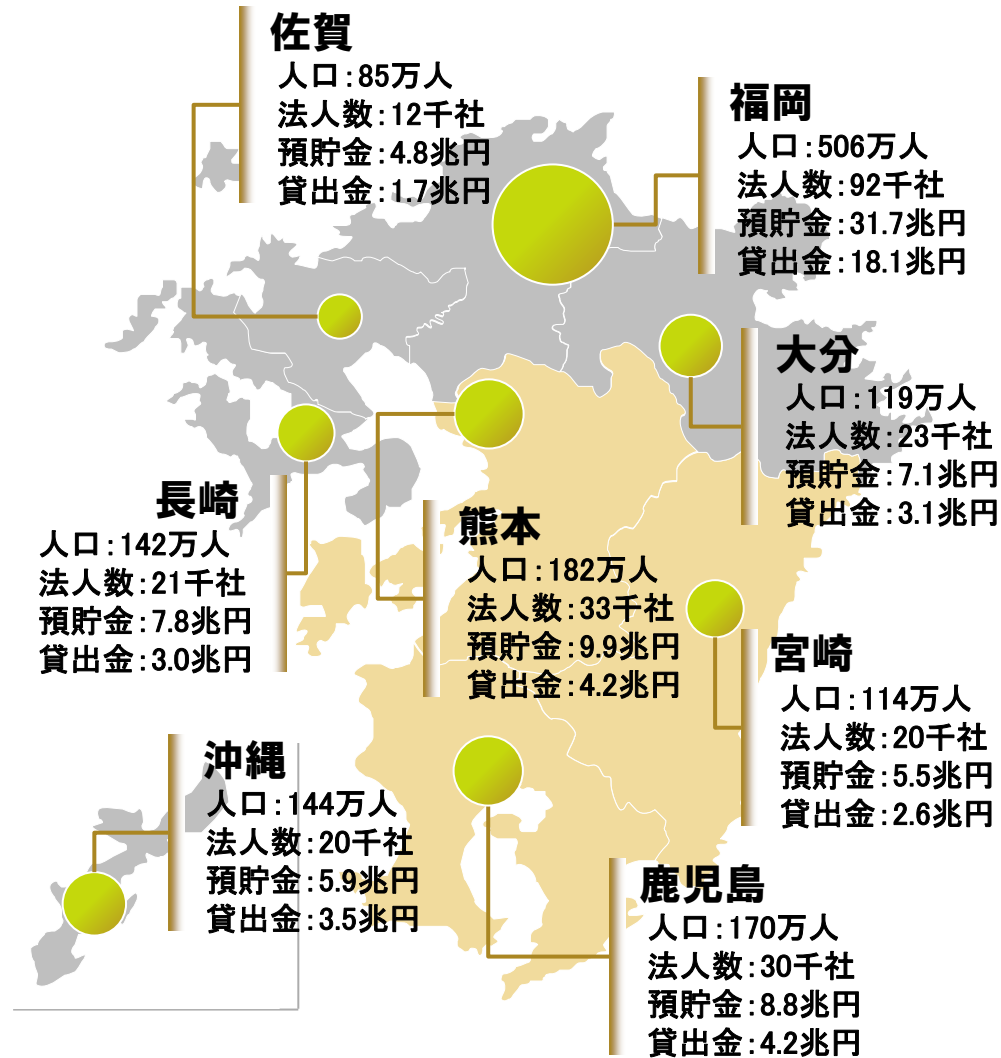 佐賀
人口：85万人
法人数：12千社
預貯金：4.8兆円
貸出金：1.7兆円
福岡
人口：506万人
法人数：92千社
預貯金：31.7兆円
貸出金：18.1兆円
大分
人口：119万人
法人数：23千社
預貯金：7.1兆円
貸出金：3.1兆円
長崎
人口：142万人
法人数：21千社
預貯金：7.8兆円
貸出金：3.0兆円
熊本
人口：182万人
法人数：33千社
預貯金：9.9兆円
貸出金：4.2兆円
宮崎
人口：114万人
法人数：20千社
預貯金：5.5兆円
貸出金：2.6兆円
沖縄
人口：144万人
法人数：20千社
預貯金：5.9兆円
貸出金：3.5兆円
鹿児島
人口：170万人
法人数：30千社
預貯金：8.8兆円
貸出金：4.2兆円